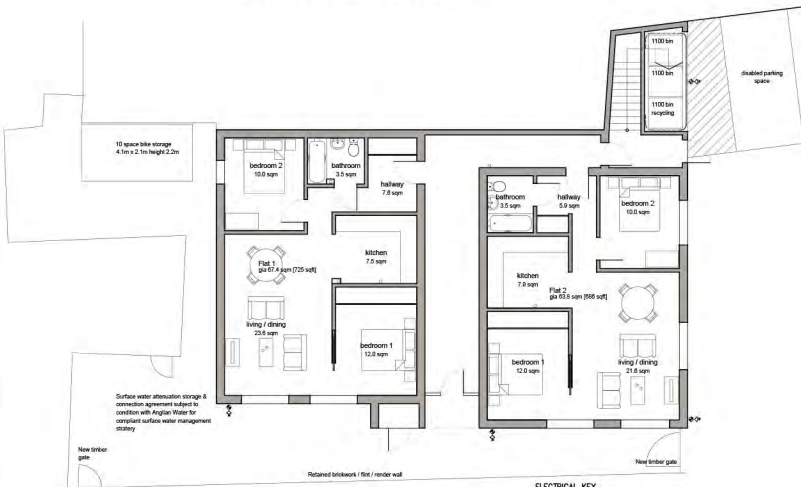 1100 bin
1100 bin
1100 bin
recycling
disabled parking
space
10 space bike storage
4.1m x 2.1m height 2.2m
bedroom 2
10.0 sqm
bathroom
3.5 sqm
hallway
7.6 sqm
kitchen
7.5 sqm
Flat 1
gia 67.4 sqm [725 sqft]
living / dining
23.6 sqm
bedroom 1
12.0 sqm
bathroom
3.5 sqm
hallway
5.9 sqm
bedroom 2
10.0 sqm
kitchen
7.9 sqm
Flat 2
gia 63.8 sqm [686 sqft]
bedroom 1
12.0 sqm
living / dining
21.6 sqm
Surface water attenuation storage &
connection agreement subject to
condition with Anglian Water for
compliant surface water management
stratery
New timber
gate
Retained brickwork / flint / render wall
New timber gate
ELECTRICAL KEY